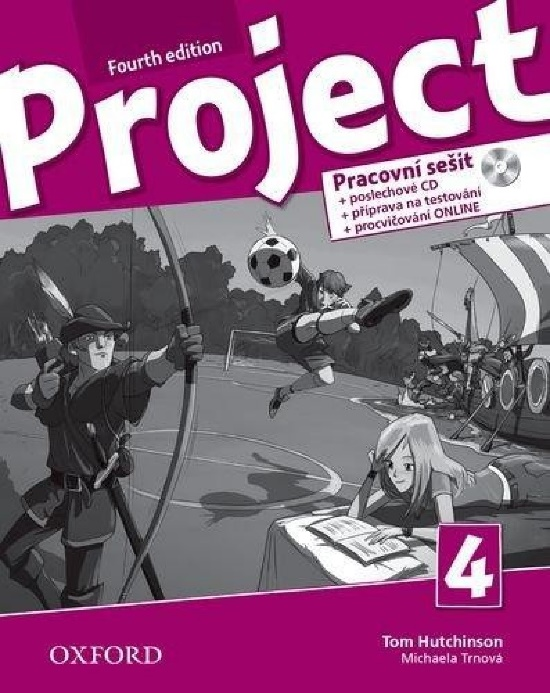 Fourth edition
Project
Pracovní sešit
+ poslechové CD
+ příprava na testování
+ procvičování ONLINE
4
Tom Hutchinson
Michaela Trnová
OXFORD